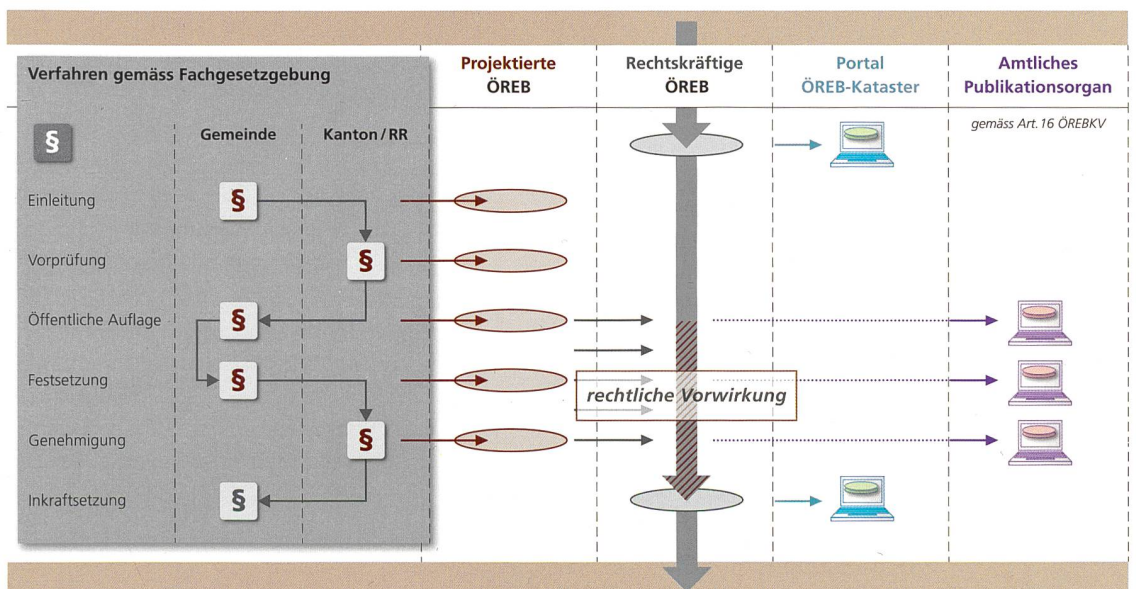 Verfahren gemäss Fachgesetzgebung
Projektierte
ÖREB
Rechtskräftige
ÖREB
Portal
ÖREB-Kataster
Amtliches
Publikationsorgan
gemäss Art. 16 ÖREBKV
§
Gemeinde
Kanton / RR
Einleitung
§
Vorprüfung
§
Öffentliche Auflage
§
Festsetzung
§
rechtliche Vorwirkung
Genehmigung
§
Inkraftsetzung
§